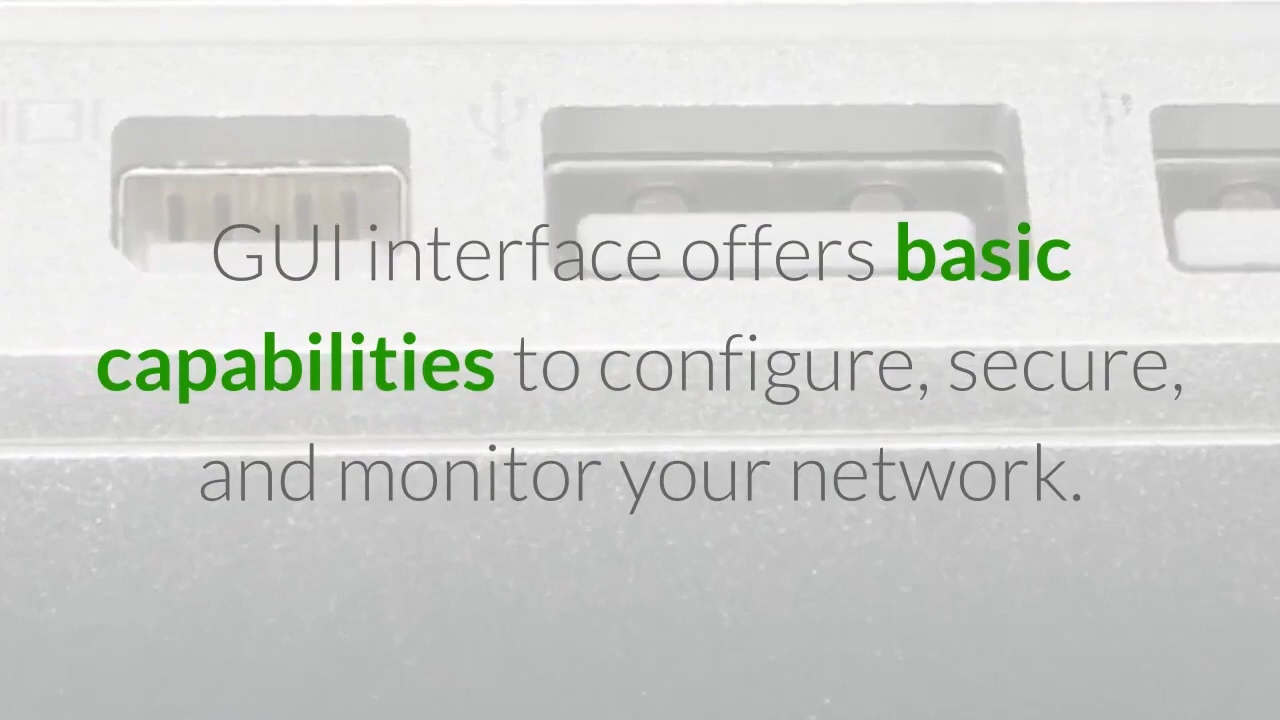 GUI interface offers basic
capabilities to configure, secure,
and monitor your network.